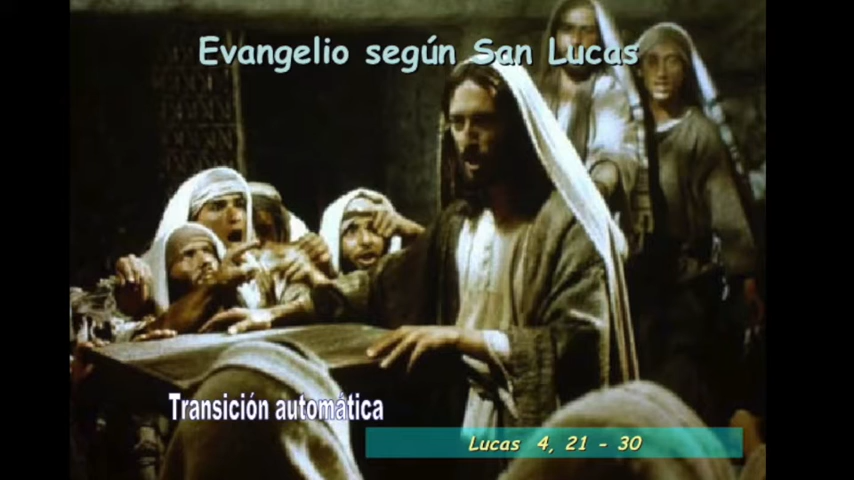 Evangelio según San Lucas
Transición automática
Lucas 4, 21 - 30